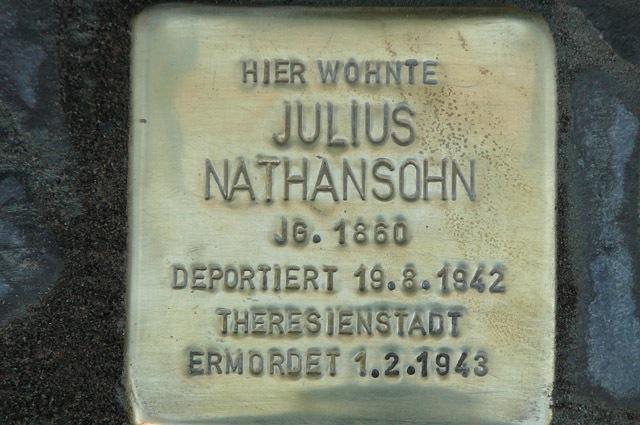 HIER WOHNTE
JULIUS
NATHANSOHN
JG. 1860
DEPORTIERT 19.8.1942
THERESIENSTADT
ERMORDET 1.2.1943